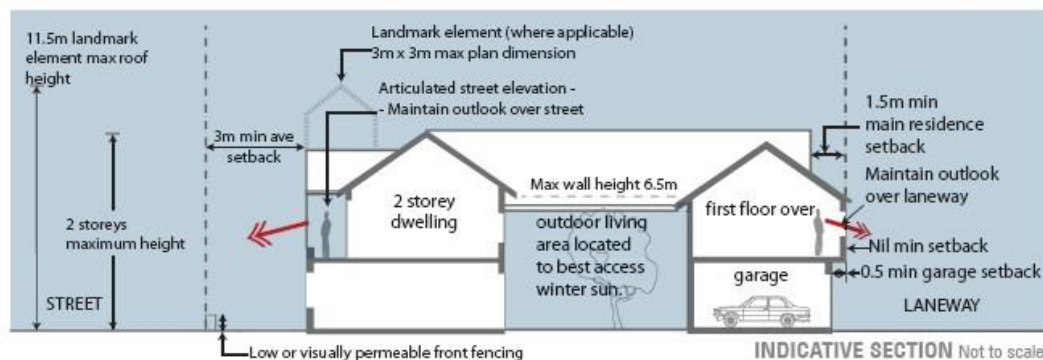 11.5m landmark
element max roof
height
Landmark element (where applicable)
3m x 3m max plan dimension
Articulated street elevation -
- Maintain outlook over street
3m min ave
setback
1.5m min
main residence
setback
Max wall height 6.5m
Maintain outlook
over laneway
2 storeys
maximum height
2 storey
dwelling
outdoor living
area located
to best access
winter sun.
first floor over
Nil min setback
garage
0.5 min garage setback
STREET
LANEWAY
Low or visually permeable front fencing
INDICATIVE SECTION Not to scale